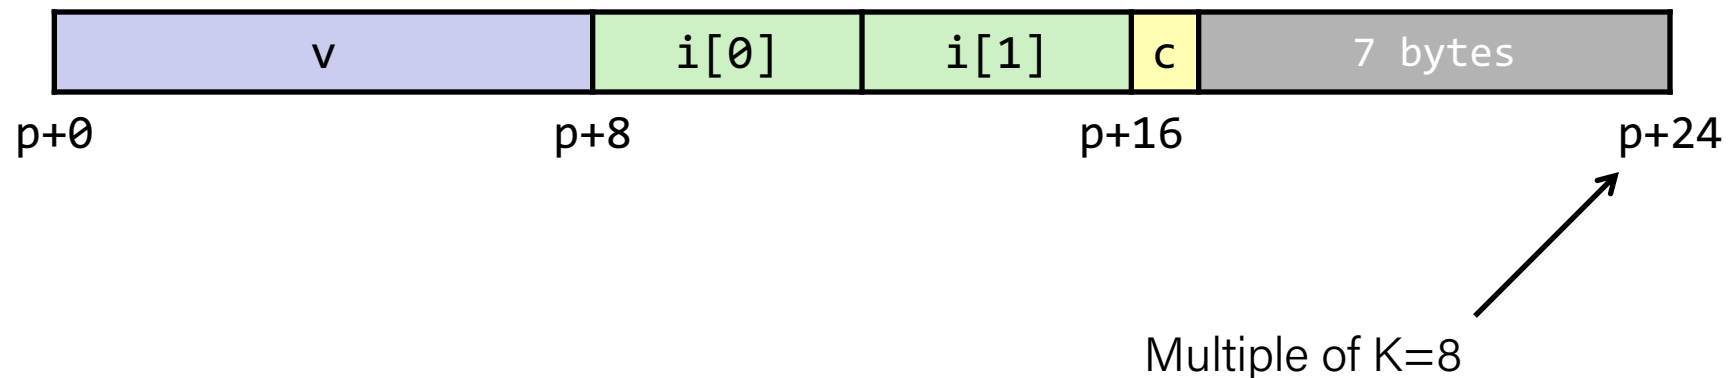 v i[0] i[1] c 7 bytes
p+0 p+8 p+16 p+24
Multiple of K=8